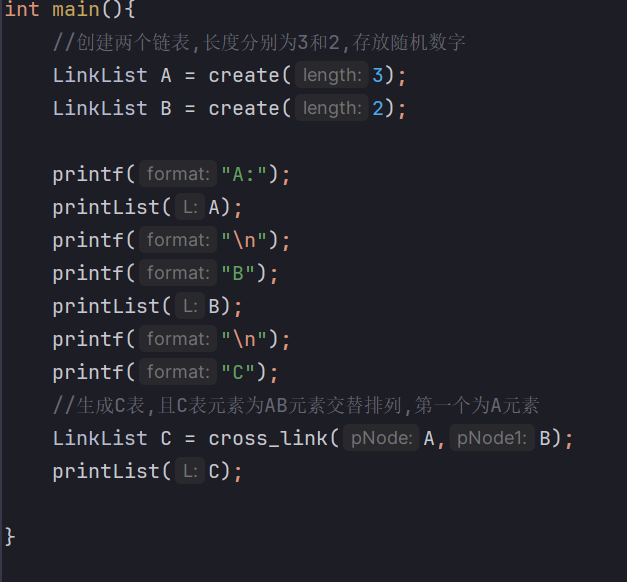 int main(){
//创建两个链表,长度分别为3和2,存放随机数字
LinkList A = create( length: 3);
LinkList B = create( length: 2);
printf( format: "A:");
printList( L: A);
printf( format: "\n");
printf( format: "B");
printList( L: B);
printf( format: "\n");
printf( format: "C");
//生成C表,且C表元素为AB元素交替排列,第一个为A元素
LinkList C = cross_link( pNode: A, pNode1: B);
printList( L: C);
}